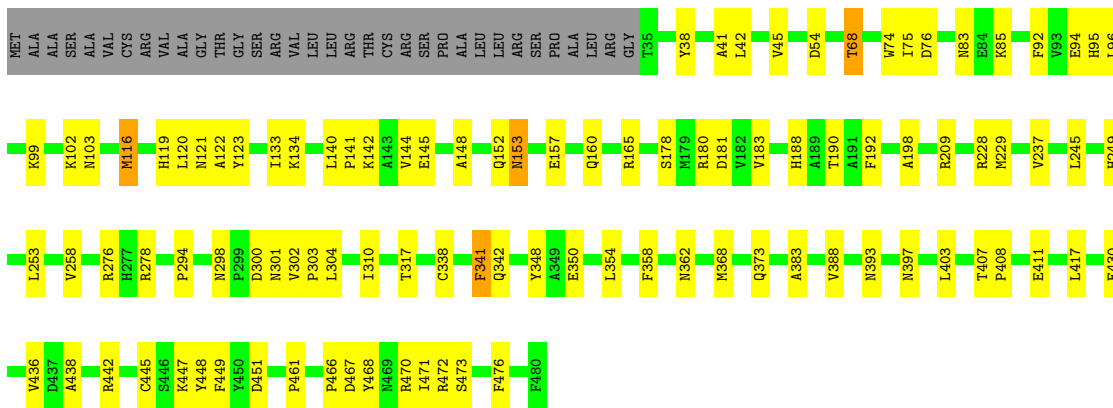 MET ALA ALA SER ALA VAL CYS ARG VAL ALA GLY THR GLY SER ARG VAL LEU LEU ARG THR CYS ARG SER PRO ALA LEU LEU ARG SER PRO ALA LEU ARG GLY T35 Y38 A41 L42 V45 D54 T68 W74 I75 D76 N83 E84 K85 F92 V93 E94 H95
K99 K102 N103 M116 H119 L120 N121 A122 Y123 I133 K134 L140 P141 K142 A143 V144 E145 A148 Q152 N153 E157 Q160 R165 S178 M179 R180 D181 V182 V183 H188 A189 T190 A191 F192 A198 R209 R228 M229 V237 L245
L253 V258 R276 H277 R278 P294 N298 P299 D300 N301 V302 P303 L304 I310 T317 C338 F341 Q342 Y348 A349 E350 L354 F358 N362 M368 Q373 A383 V388 N393 N397 L403 T407 P408 E411 L417
V436 D437 A438 R442 C445 S446 K447 Y448 F449 Y450 D451 P461 P466 D467 Y468 N469 R470 I471 R472 S473 F476 F480